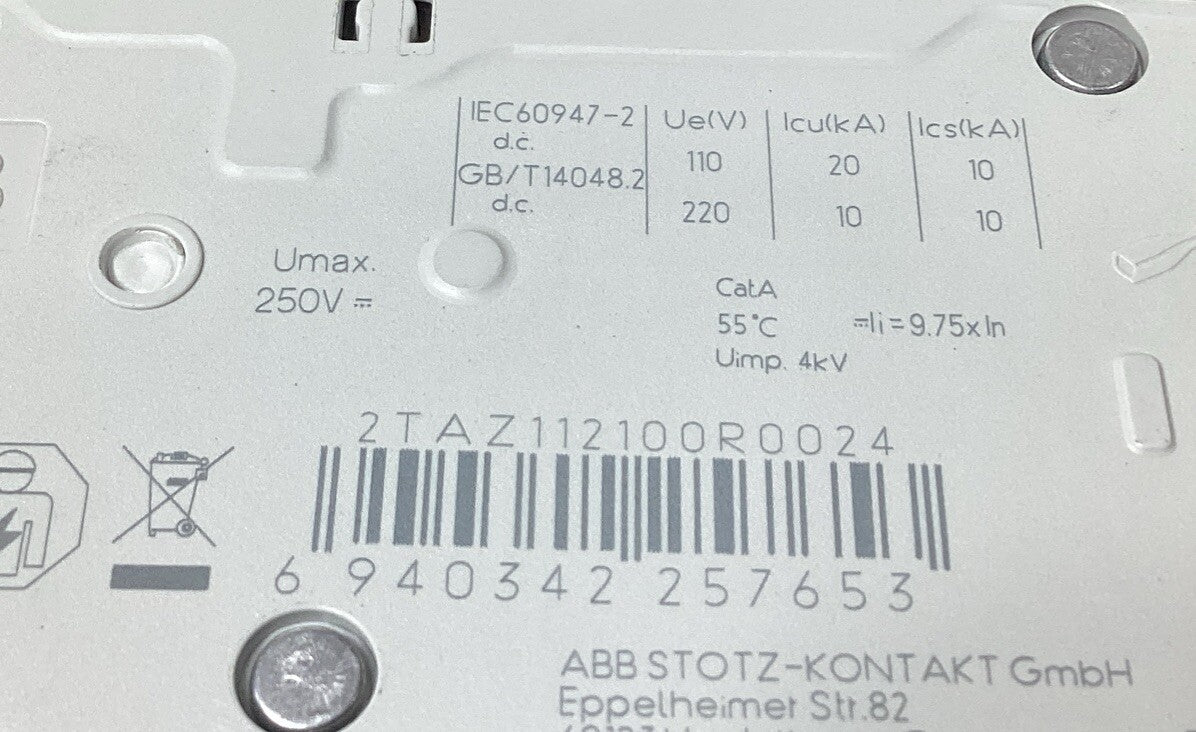 IEC60947-2 Ue(V) Icu(kA) Ics(kA)
d.c. 110 20 10
GB/T14048.2
d.c. 220 10 10
Umax.
250V ⎓
CatA
55°C ⎓Ii=9.75xIn
Uimp. 4kV
2TAZ112100R0024
6 940342 257653
ABB STOTZ-KONTAKT GmbH
Eppelheimer Str.82